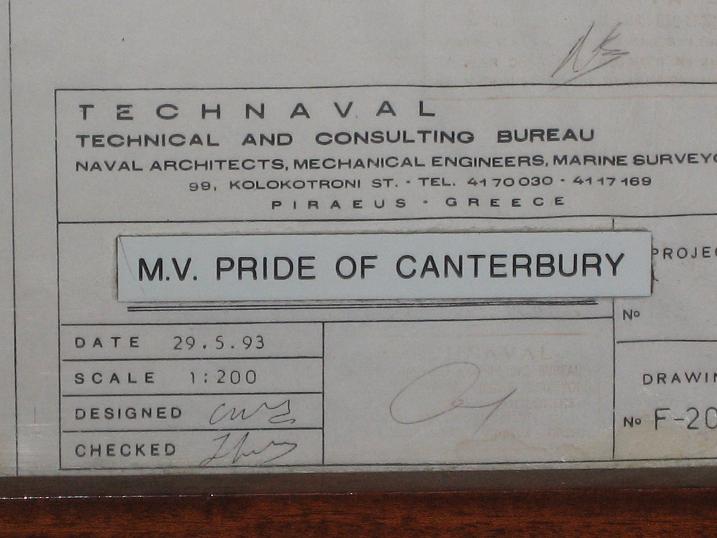 TECHNAVAL
TECHNICAL AND CONSULTING BUREAU
NAVAL ARCHITECTS, MECHANICAL ENGINEERS, MARINE SURVEYO
99, KOLOKOTRONI ST. - TEL. 4170030 - 4117169
PIRAEUS - GREECE
M.V. PRIDE OF CANTERBURY
PROJEC
No
DATE 29.5.93
SCALE 1:200
DESIGNED
CHECKED
DRAWIN
No F-20